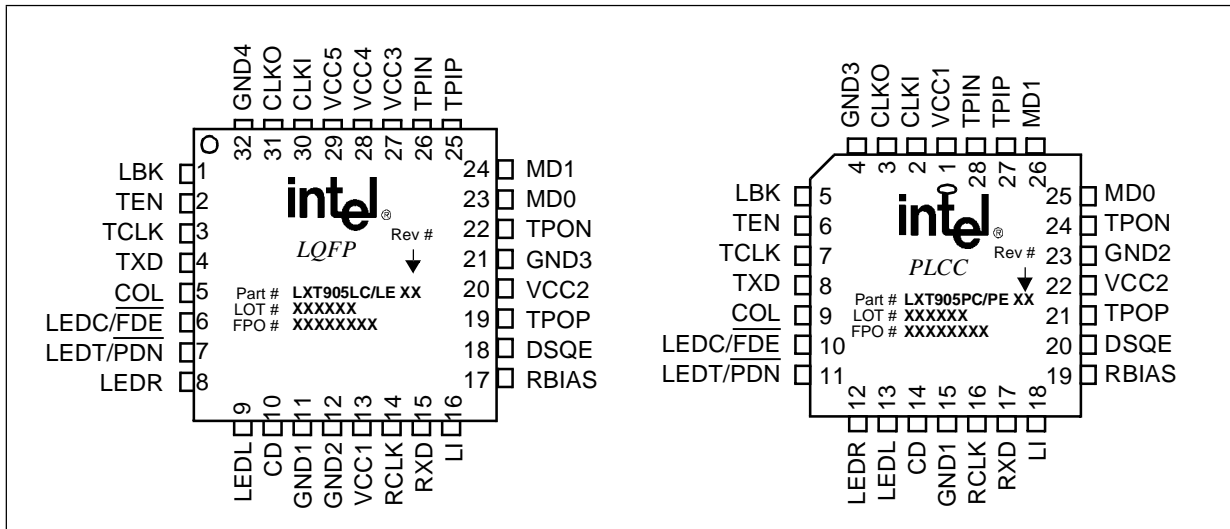 GND4
CLKO
CLKI
VCC5
VCC4
VCC3
TPIN
TPIP
32
31
30
29
28
27
26
25
LBK 1
TEN 2
TCLK 3
TXD 4
COL 5
LEDC/FDE 6
LEDT/PDN 7
LEDR 8
intel®
LQFP
Rev #
Part # LXT905LC/LE XX
LOT # XXXXXX
FPO # XXXXXXXX
24 MD1
23 MD0
22 TPON
21 GND3
20 VCC2
19 TPOP
18 DSQE
17 RBIAS
9
10
11
12
13
14
15
16
LEDL
CD
GND1
GND2
VCC1
RCLK
RXD
LI
GND3
CLKO
CLKI
VCC1
TPIN
TPIP
MD1
4
3
2
1
28
27
26
LBK 5
TEN 6
TCLK 7
TXD 8
COL 9
LEDC/FDE 10
LEDT/PDN 11
intel®
PLCC
Rev #
Part # LXT905PC/PE XX
LOT # XXXXXX
FPO # XXXXXXXX
25 MD0
24 TPON
23 GND2
22 VCC2
21 TPOP
20 DSQE
19 RBIAS
12
13
14
15
16
17
18
LEDR
LEDL
CD
GND1
RCLK
RXD
LI